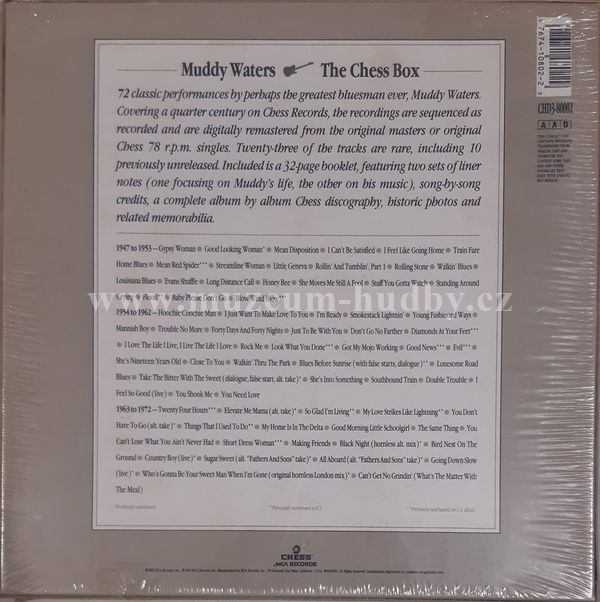 Muddy Waters The Chess Box
72 classic performances by perhaps the greatest bluesman ever, Muddy Waters.
Covering a quarter century on Chess Records, the recordings are sequenced as
recorded and are digitally remastered from the original masters or original
Chess 78 r.p.m. singles. Twenty-three of the tracks are rare, including 10
previously unreleased. Included is a 32-page booklet, featuring two sets of liner
notes (one focusing on Muddy's life, the other on his music), song-by-song
credits, a complete album by album Chess discography, historic photos and
related memorabilia.
1947 to 1953 – Gypsy Woman ● Good Looking Woman* ● Mean Disposition ● I Can't Be Satisfied ● I Feel Like Going Home ● Train Fare
Home Blues ● Mean Red Spider*** ● Streamline Woman ● Little Geneva ● Rollin' And Tumblin', Part 1 ● Rolling Stone ● Walkin' Blues ●
Louisiana Blues ● Evans Shuffle ● Long Distance Call ● Honey Bee ● She Moves Me Still A Fool ● Stuff You Gotta Watch ● Standing Around
Crying ● Flood** ● Baby Please Don't Go ● Blow Wind Blow***
1954 to 1962 – Hoochie Coochie Man ● I Just Want To Make Love To You ● I'm Ready ● Smokestack Lightnin' ● Young Fashioned Ways ●
Mannish Boy ● Trouble No More ● Forty Days And Forty Nights ● Just To Be With You ● Don't Go No Farther ● Diamonds At Your Feet***
● I Love The Life I Live, I Live The Life I Love ● Rock Me ● Look What You Done*** ● Got My Mojo Working ● Good News*** ● Evil*** ●
She's Nineteen Years Old ● Close To You ● Walkin' Thru The Park ● Blues Before Sunrise (with false starts, dialogue)** ● Lonesome Road
Blues ● Take The Bitter With The Sweet (dialogue, false start, alt. take)* ● She's Into Something ● Southbound Train ● Double Trouble ● I
Feel So Good (live) ● You Shook Me ● You Need Love
1963 to 1972 – Twenty Four Hours*** ● Elevate Me Mama (alt. take)* ● So Glad I'm Living** ● My Love Strikes Like Lightning** ● You Don't
Have To Go (alt. take)* ● Things That I Used To Do** ● My Home Is In The Delta ● Good Morning Little Schoolgirl ● The Same Thing ● You
Can't Lose What You Ain't Never Had ● Short Dress Woman*** ● Making Friends ● Black Night (hornless alt. mix)* ● Bird Nest On The
Ground ● Country Boy (live)* ● Sugar Sweet (alt. "Fathers And Sons" take)* ● All Aboard (alt. "Fathers And Sons" take)* ● Going Down Slow
(live)* ● Who's Gonna Be Your Sweet Man When I'm Gone (original hornless London mix)* ● Can't Get No Grindin' (What's The Matter With
The Meal)
*Previously unreleased **Previously unreleased in U.S. ***Previously unreleased on U.S. album
CHESS
MCA RECORDS
7674-10802-2
CHD3-80002
A A D
www.muzeum-hudby.cz